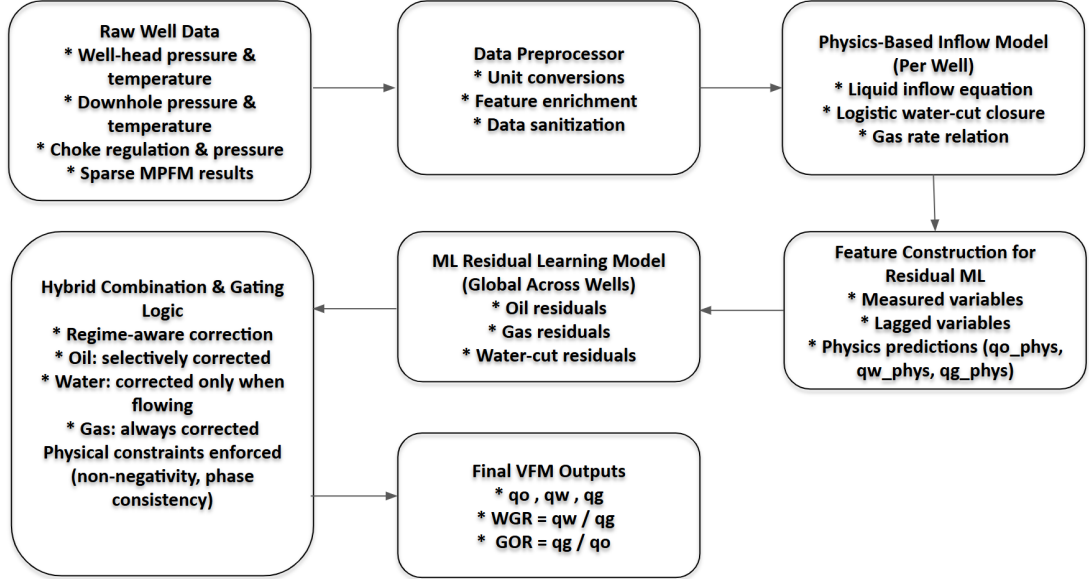 Raw Well Data
* Well-head pressure &
temperature
* Downhole pressure &
temperature
* Choke regulation & pressure
* Sparse MPFM results
Data Preprocessor
* Unit conversions
* Feature enrichment
* Data sanitization
Physics-Based Inflow Model
(Per Well)
* Liquid inflow equation
* Logistic water-cut closure
* Gas rate relation
Feature Construction for
Residual ML
* Measured variables
* Lagged variables
* Physics predictions (qo_phys,
qw_phys, qg_phys)
ML Residual Learning Model
(Global Across Wells)
* Oil residuals
* Gas residuals
* Water-cut residuals
Hybrid Combination & Gating
Logic
* Regime-aware correction
* Oil: selectively corrected
* Water: corrected only when
flowing
* Gas: always corrected
Physical constraints enforced
(non-negativity, phase
consistency)
Final VFM Outputs
* qo , qw , qg
* WGR = qw / qg
* GOR = qg / qo